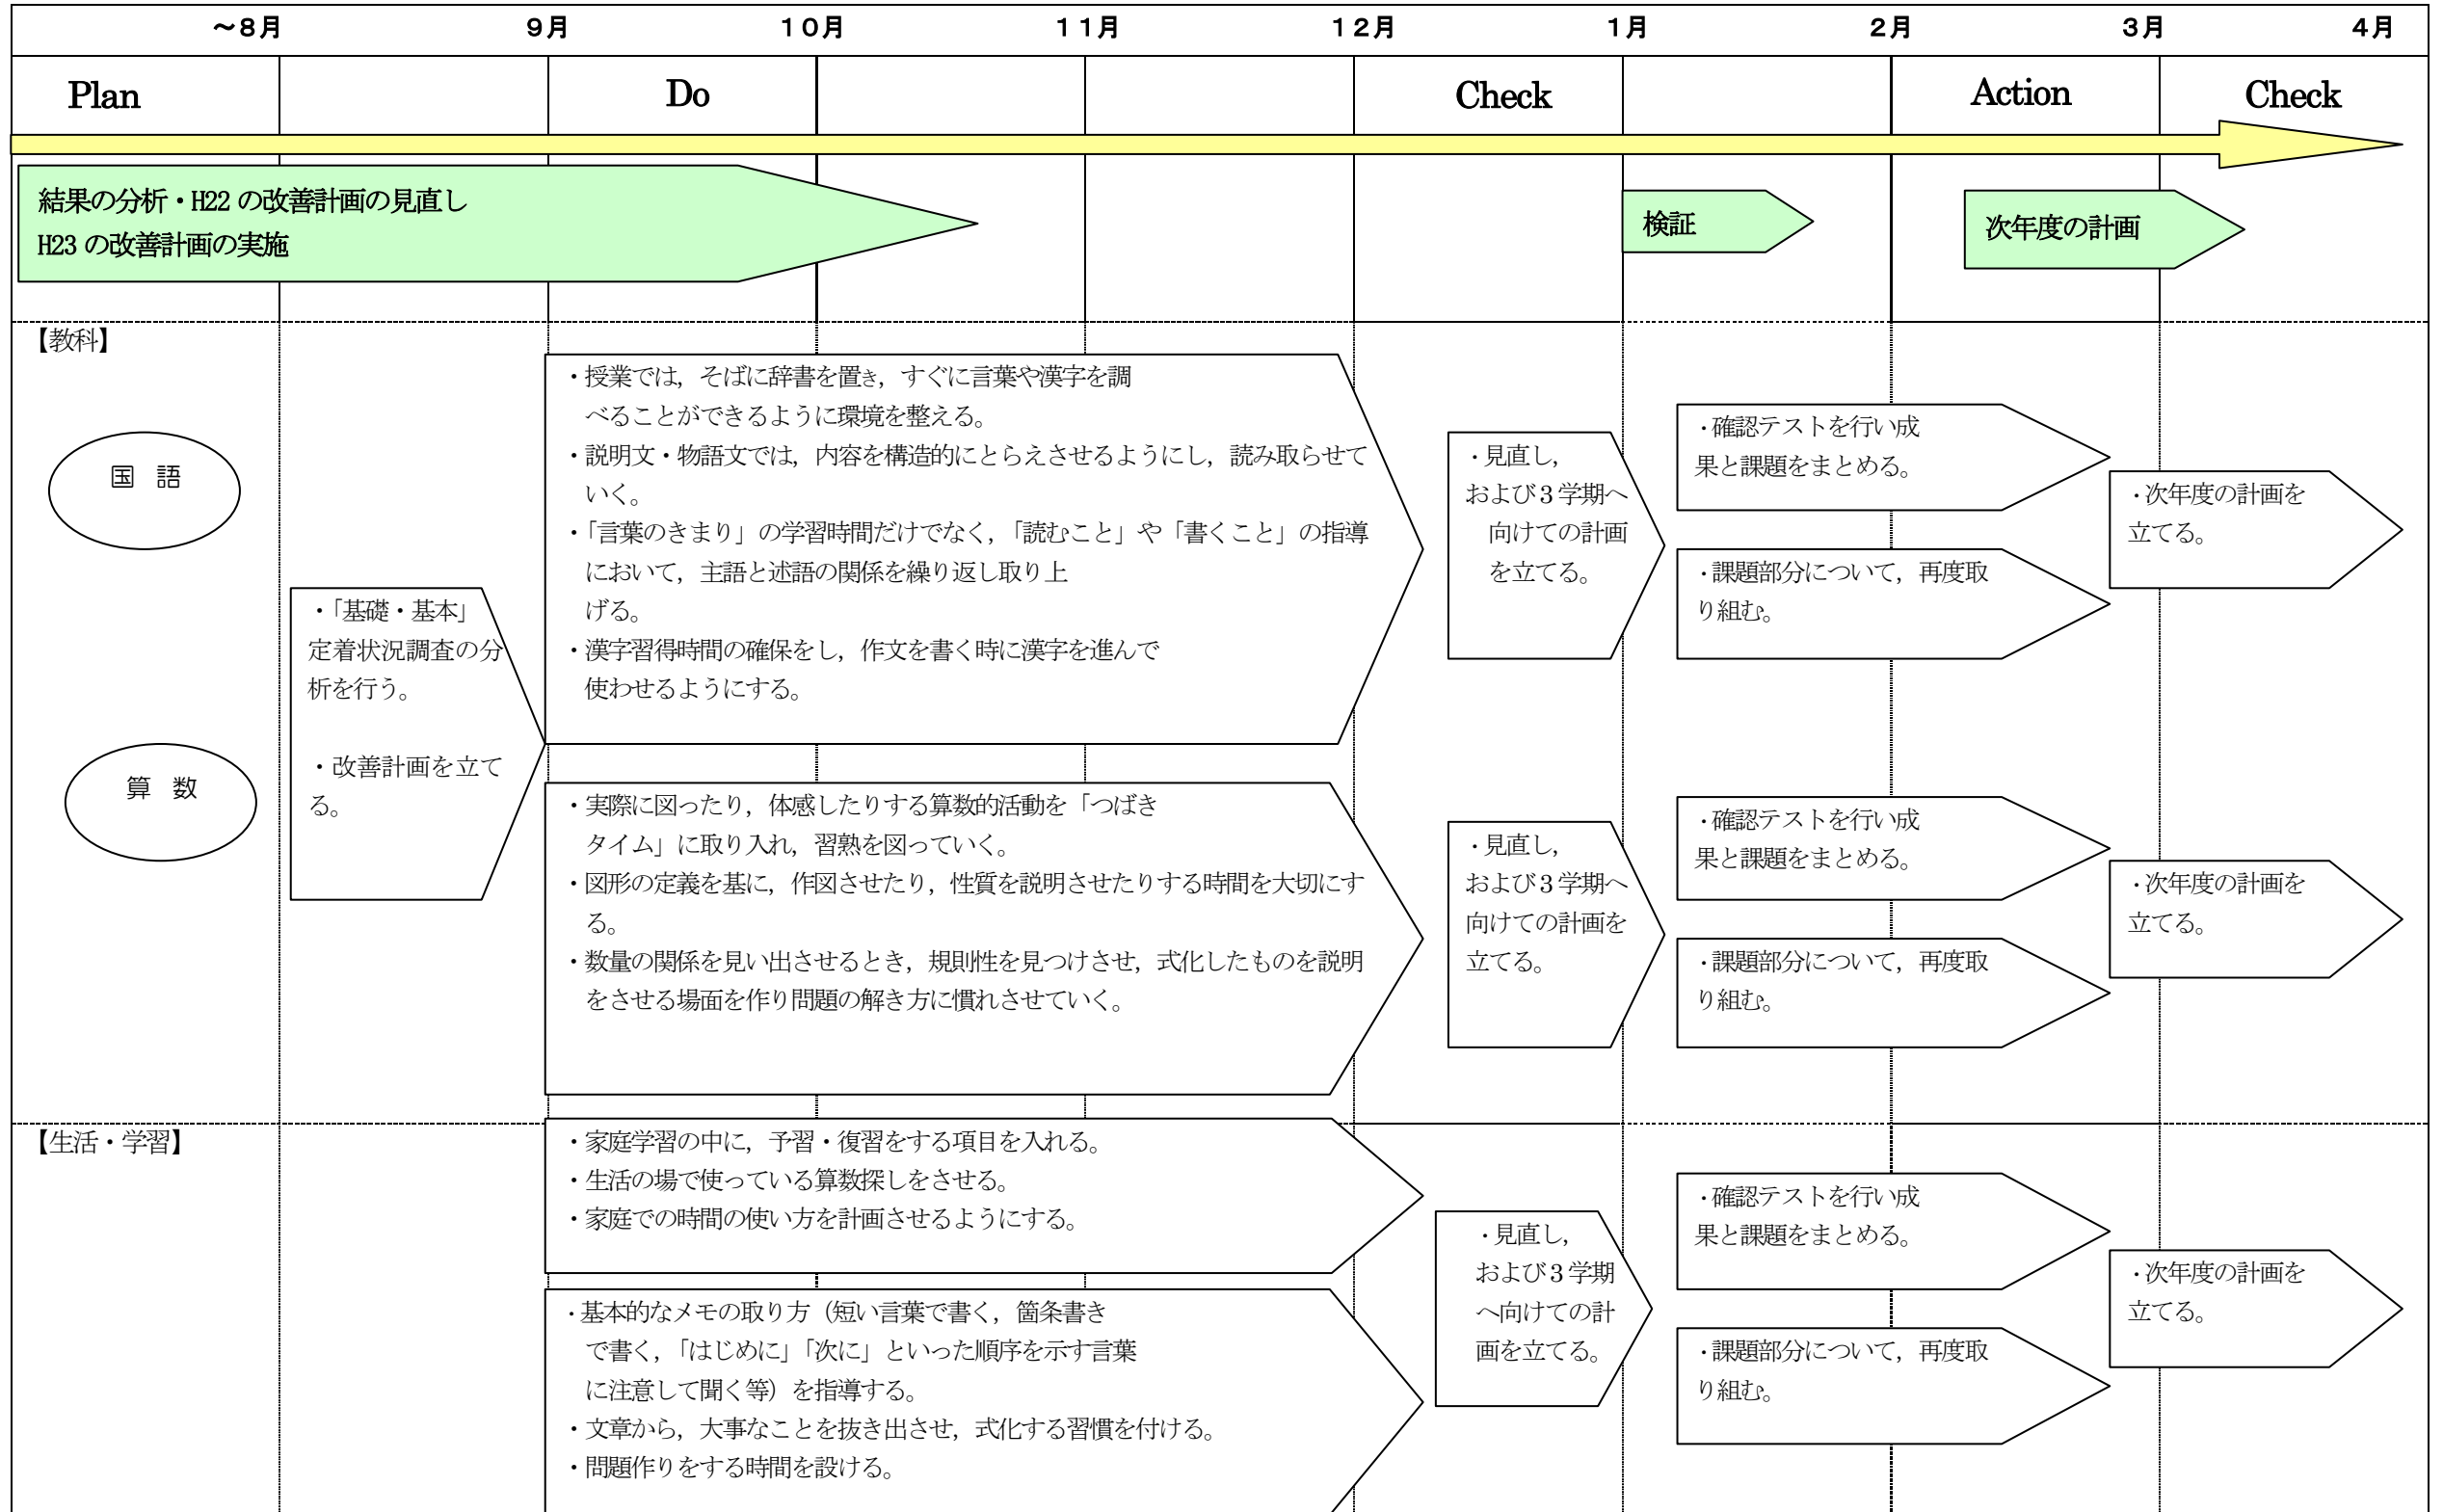 ～８月 ９月 １０月 １１月 １２月 １月 ２月 ３月 ４月
Plan Do Check Action Check
結果の分析・H22 の改善計画の見直し
H23 の改善計画の実施
検証
次年度の計画
【教科】
国 語
算 数
・「基礎・基本」
定着状況調査の分
析を行う。
・改善計画を立て
る。
・授業では，そばに辞書を置き，すぐに言葉や漢字を調
べることができるように環境を整える。
・説明文・物語文では，内容を構造的にとらえさせるようにし，読み取らせて
いく。
・「言葉のきまり」の学習時間だけでなく，「読むこと」や「書くこと」の指導
において，主語と述語の関係を繰り返し取り上
げる。
・漢字習得時間の確保をし，作文を書く時に漢字を進んで
使わせるようにする。
・見直し，
および３学期へ
向けての計画
を立てる。
・確認テストを行い成
果と課題をまとめる。
・課題部分について，再度取
り組む。
・次年度の計画を
立てる。
・実際に図ったり，体感したりする算数的活動を「つばき
タイム」に取り入れ，習熟を図っていく。
・図形の定義を基に，作図させたり，性質を説明させたりする時間を大切にす
る。
・数量の関係を見い出させるとき，規則性を見つけさせ，式化したものを説明
をさせる場面を作り問題の解き方に慣れさせていく。
・見直し，
および３学期へ
向けての計画を
立てる。
・確認テストを行い成
果と課題をまとめる。
・課題部分について，再度取
り組む。
・次年度の計画を
立てる。
【生活・学習】
・家庭学習の中に，予習・復習をする項目を入れる。
・生活の場で使っている算数探しをさせる。
・家庭での時間の使い方を計画させるようにする。
・基本的なメモの取り方（短い言葉で書く，箇条書き
で書く，「はじめに」「次に」といった順序を示す言葉
に注意して聞く等）を指導する。
・文章から，大事なことを抜き出させ，式化する習慣を付ける。
・問題作りをする時間を設ける。
・見直し，
および３学期
へ向けての計
画を立てる。
・確認テストを行い成
果と課題をまとめる。
・課題部分について，再度取
り組む。
・次年度の計画を
立てる。